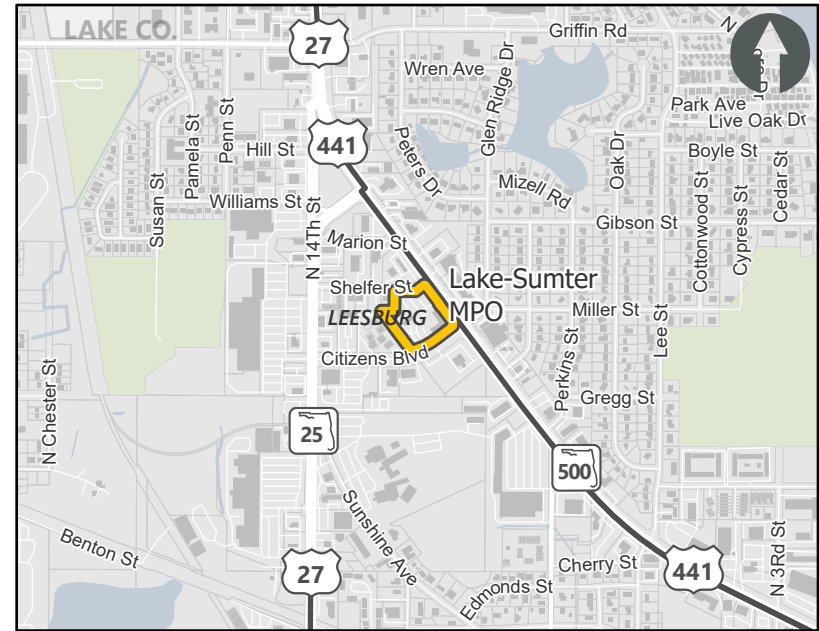 LAKE CO.
27
Griffin Rd
Wren Ave
Glen Ridge Dr
Park Ave
Live Oak Dr
Pamela St
Penn St
Hill St
441
Peters Dr
Oak Dr
Boyle St
Susan St
Williams St
N 14Th St
Mizell Rd
Gibson St
Cottonwood St
Cypress St
Cedar St
Marion St
Shelfer St
Lake-Sumter
MPO
LEESBURG
Miller St
Lee St
Citizens Blvd
Perkins St
N Chester St
Gregg St
25
500
Sunshine Ave
Benton St
27
Edmonds St
Cherry St
441
N 3Rd St